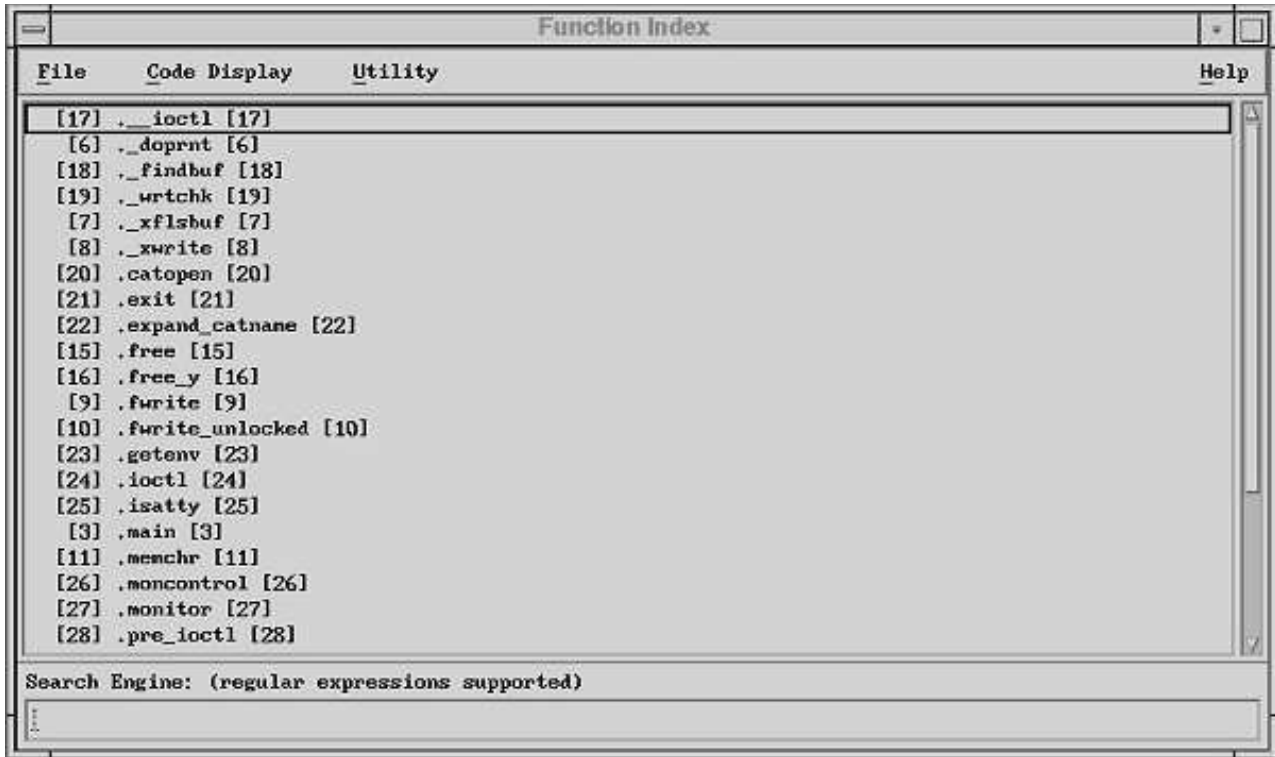 Function Index
File Code Display Utility Help
[17] .__ioctl [17]
[6] ._doprnt [6]
[18] ._findbuf [18]
[19] ._wrtchk [19]
[7] ._xflsbuf [7]
[8] ._xwrite [8]
[20] .catopen [20]
[21] .exit [21]
[22] .expand_catname [22]
[15] .free [15]
[16] .free_y [16]
[9] .fwrite [9]
[10] .fwrite_unlocked [10]
[23] .getenv [23]
[24] .ioctl [24]
[25] .isatty [25]
[3] .main [3]
[11] .memchr [11]
[26] .moncontrol [26]
[27] .monitor [27]
[28] .pre_ioctl [28]
Search Engine: (regular expressions supported)